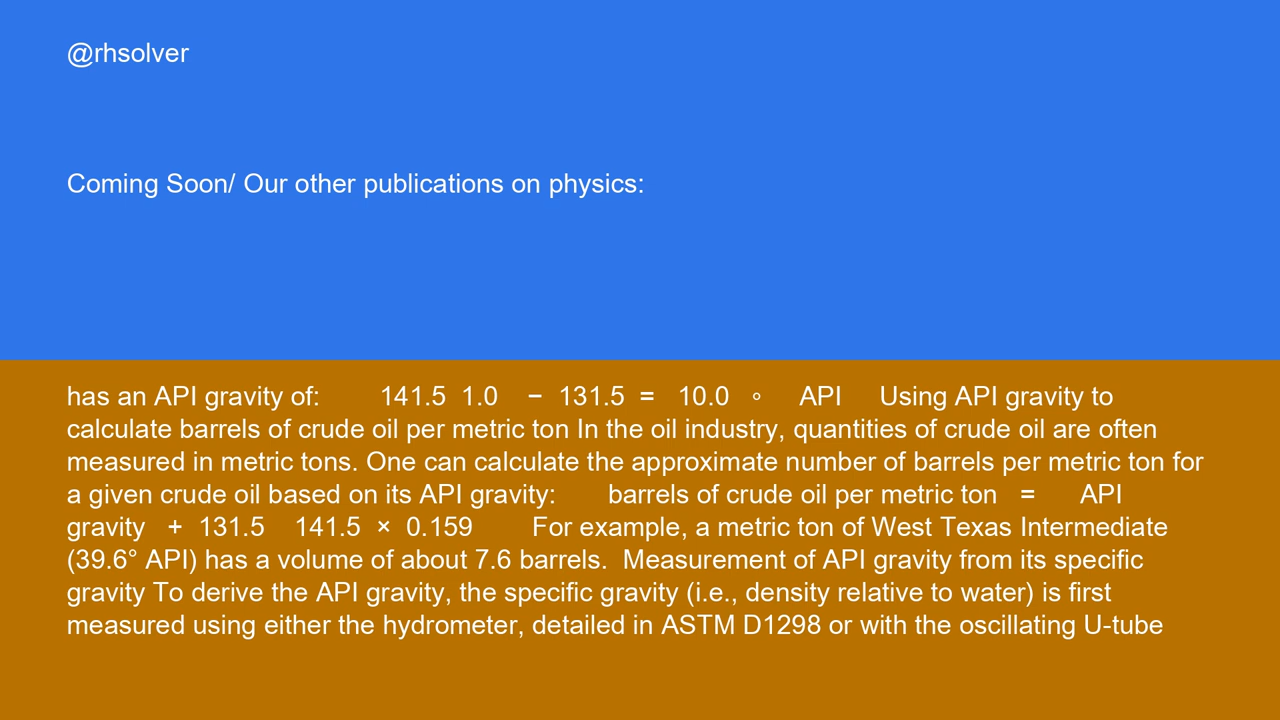 @rhsolver
Coming Soon/ Our other publications on physics:
has an API gravity of: 141.5 1.0 − 131.5 = 10.0 ∘ API Using API gravity to
calculate barrels of crude oil per metric ton In the oil industry, quantities of crude oil are often
measured in metric tons. One can calculate the approximate number of barrels per metric ton for
a given crude oil based on its API gravity: barrels of crude oil per metric ton = API
gravity + 131.5 141.5 × 0.159 For example, a metric ton of West Texas Intermediate
(39.6° API) has a volume of about 7.6 barrels. Measurement of API gravity from its specific
gravity To derive the API gravity, the specific gravity (i.e., density relative to water) is first
measured using either the hydrometer, detailed in ASTM D1298 or with the oscillating U-tube